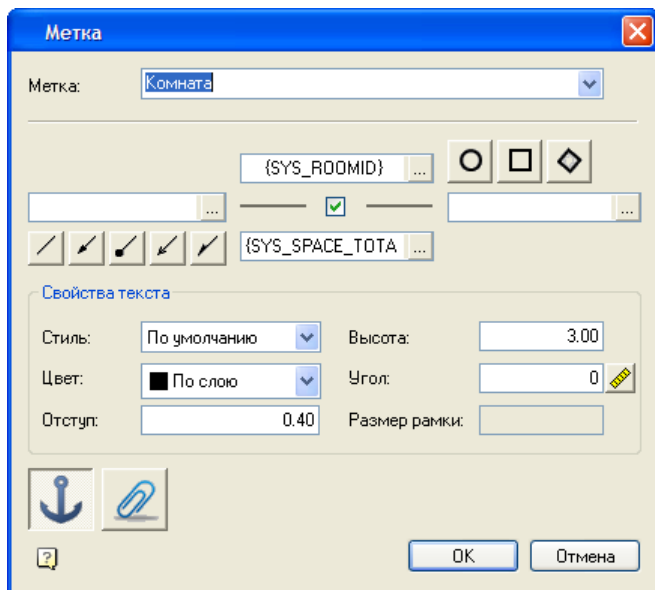 Метка
Метка: Комната
{SYS_ROOMID} ...
... ...
{SYS_SPACE_TOTA ...
Свойства текста
Стиль: По умолчанию Высота: 3.00
Цвет: По слою Угол: 0
Отступ: 0.40 Размер рамки:
?
OK Отмена